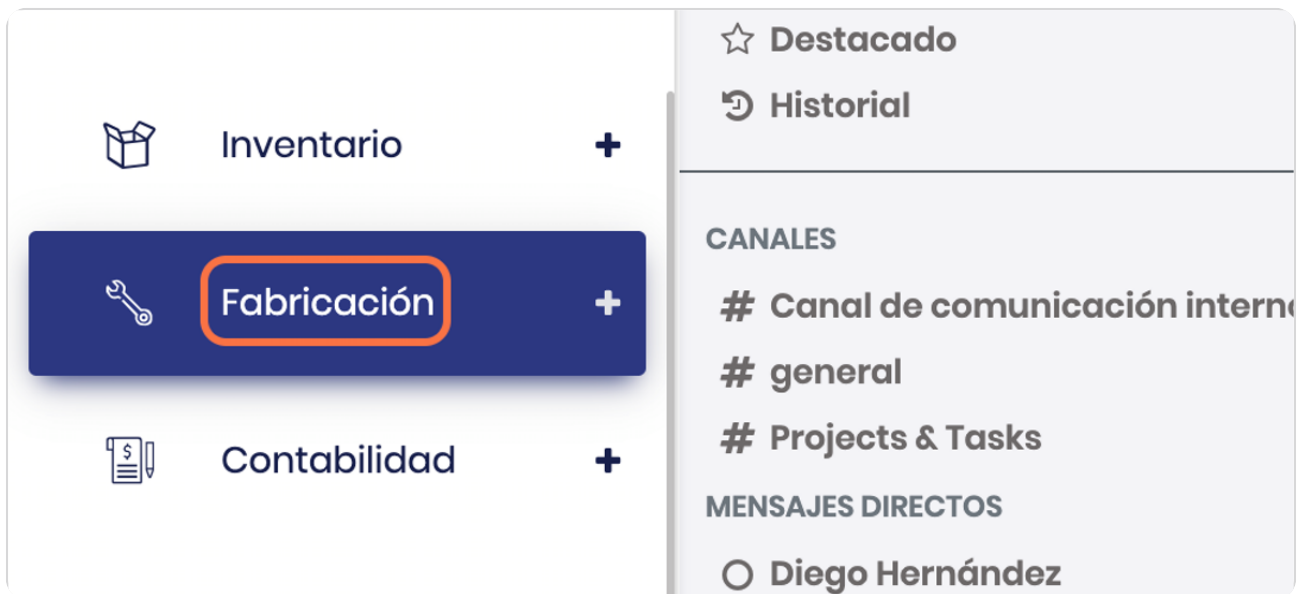 Inventario
Fabricación
Contabilidad
Destacado
Historial
CANALES
# Canal de comunicación intern
# general
# Projects & Tasks
MENSAJES DIRECTOS
Diego Hernández